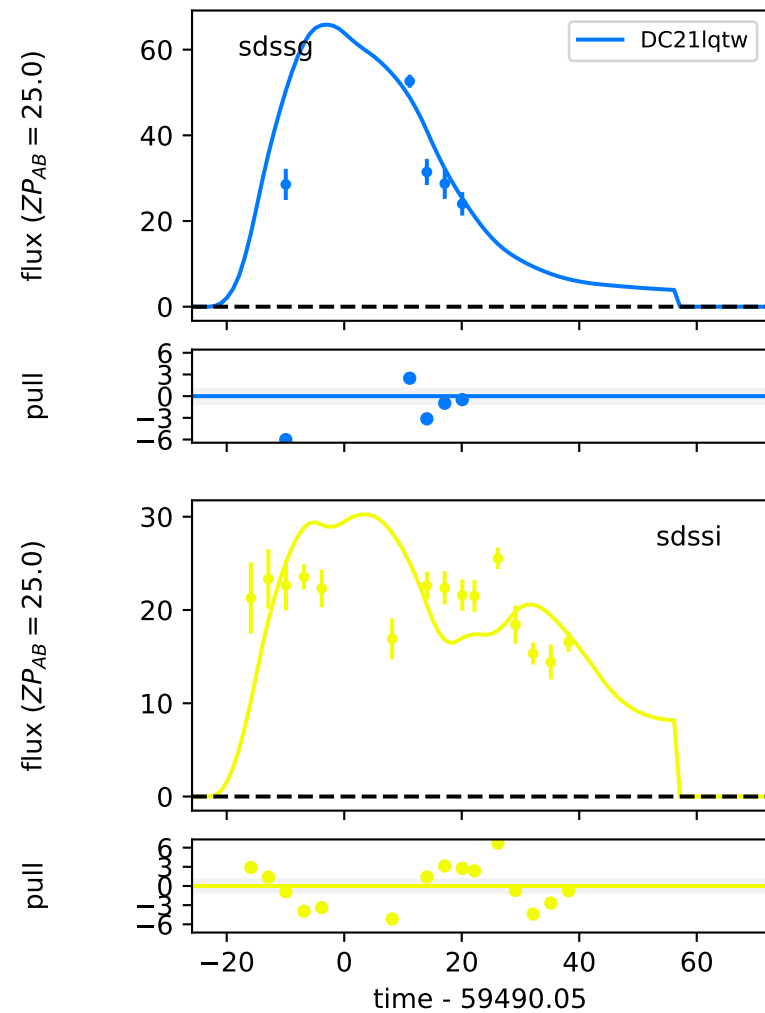 sdssg
DC21lqtw
flux (ZP_AB = 25.0)
60
40
20
0
pull
6
3
0
−3
−6
sdssi
flux (ZP_AB = 25.0)
30
20
10
0
pull
6
3
0
−3
−6
−20 0 20 40 60
time - 59490.05